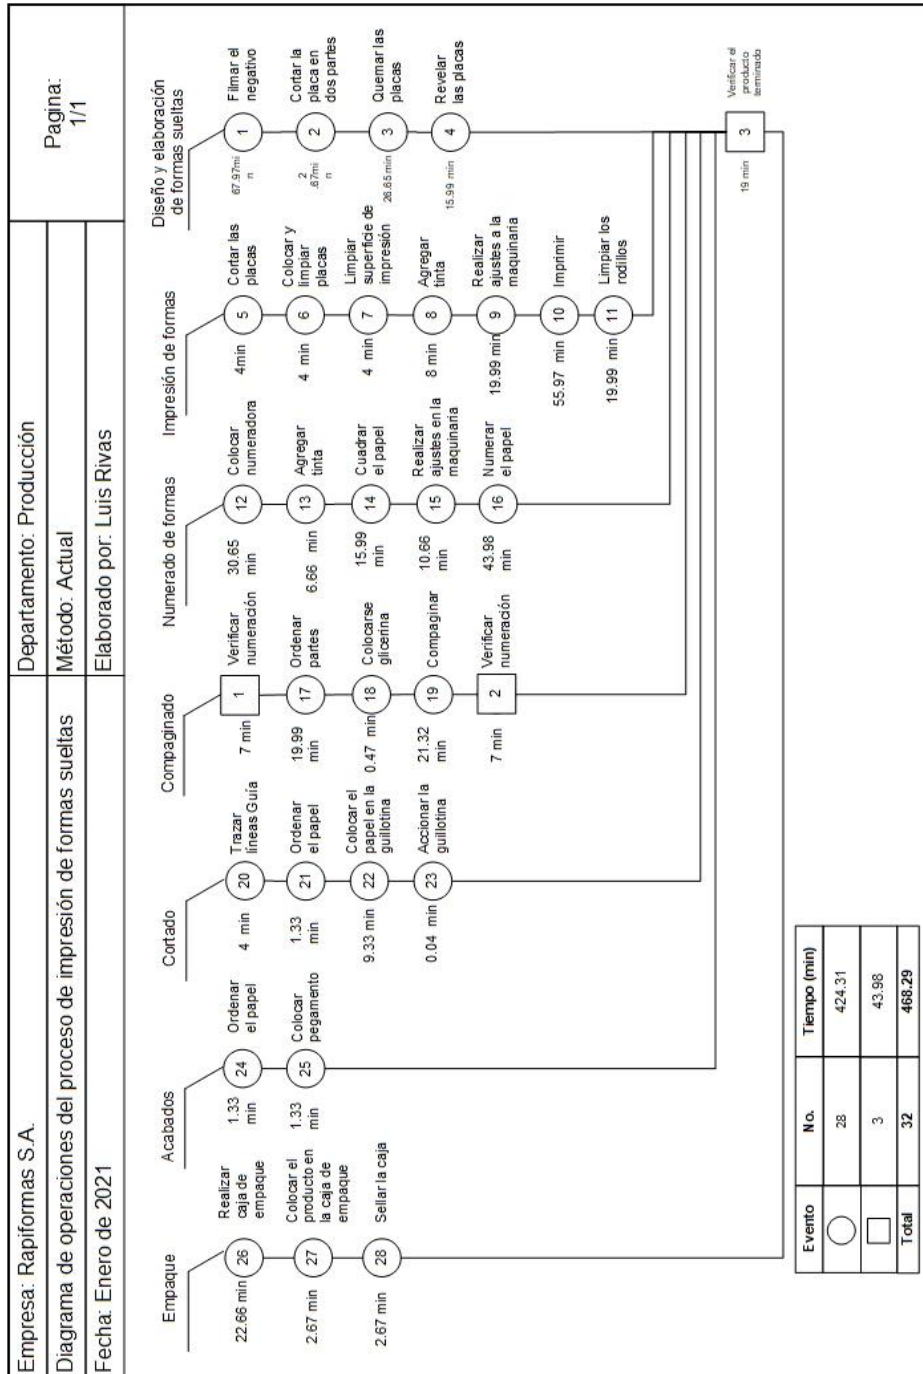 Empresa: Rapiformas S.A.
Departamento: Producción
Pagina:
1/1
Diagrama de operaciones del proceso de impresión de formas sueltas
Método: Actual
Fecha: Enero de 2021
Elaborado por: Luis Rivas
Empaque
22.66 min
26
Realizar
caja de
empaque
2.67 min
27
Colocar el
producto en
la caja de
empaque
2.67 min
28
Sellar la caja
Acabados
1.33
min
24
Ordenar
el papel
1.33
min
25
Colocar
pegamento
Cortado
4 min
20
Trazar
líneas Guía
1.33
min
21
Ordenar
el papel
9.33 min
22
Colocar el
papel en la
guillotina
0.04 min
23
Accionar la
guillotina
Compaginado
7 min
1
Verificar
numeración
19.99
min
17
Ordenar
partes
0.47 min
18
Colocarse
glicerina
21.32
min
19
Compaginar
7 min
2
Verificar
numeración
Numerado de formas
30.65
min
12
Colocar
numeradora
6.66 min
13
Agregar
tinta
15.99
min
14
Cuadrar
el papel
10.66
min
15
Realizar
ajustes en la
maquinaria
43.98
min
16
Numerar
el papel
Impresión de formas
4min
5
Cortar las
placas
4 min
6
Colocar y
limpiar
placas
4 min
7
Limpiar
superficie de
impresión
8 min
8
Agregar
tinta
19.99 min
9
Realizar
ajustes a la
maquinaria
55.97 min
10
Imprimir
19.99 min
11
Limpiar los
rodillos
Diseño y elaboración
de formas sueltas
67.97mi
n
1
Filmar el
negativo
2
.67mi
n
2
Cortar la
placa en
dos partes
26.65 min
3
Quemar las
placas
15.99 min
4
Revelar
las placas
19 min
3
Verificar el
producto
terminado
Evento No. Tiempo (min)
28 424.31
3 43.98
Total 32 468.29